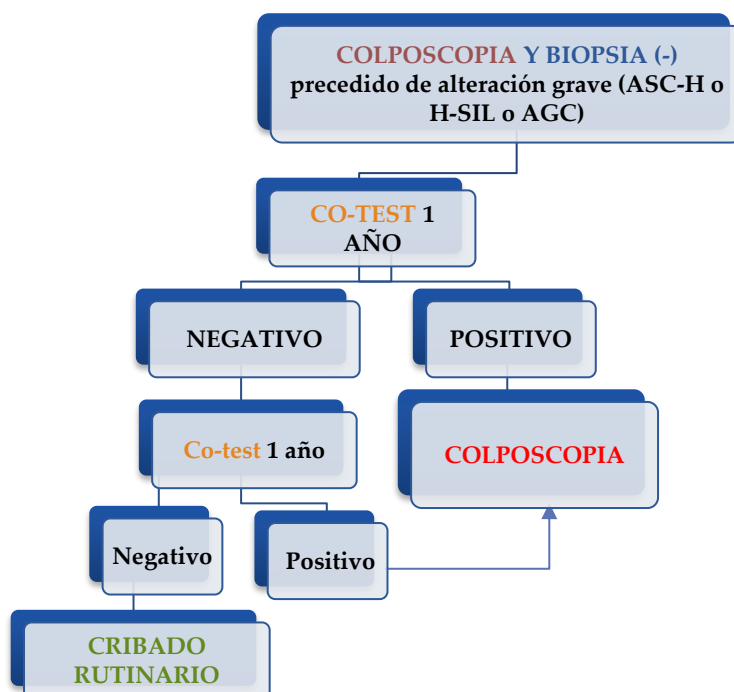 COLPOSCOPIA Y BIOPSIA (-)
precedido de alteración grave (ASC-H o
H-SIL o AGC)
CO-TEST 1
AÑO
NEGATIVO
POSITIVO
Co-test 1 año
COLPOSCOPIA
Negativo
Positivo
CRIBADO
RUTINARIO